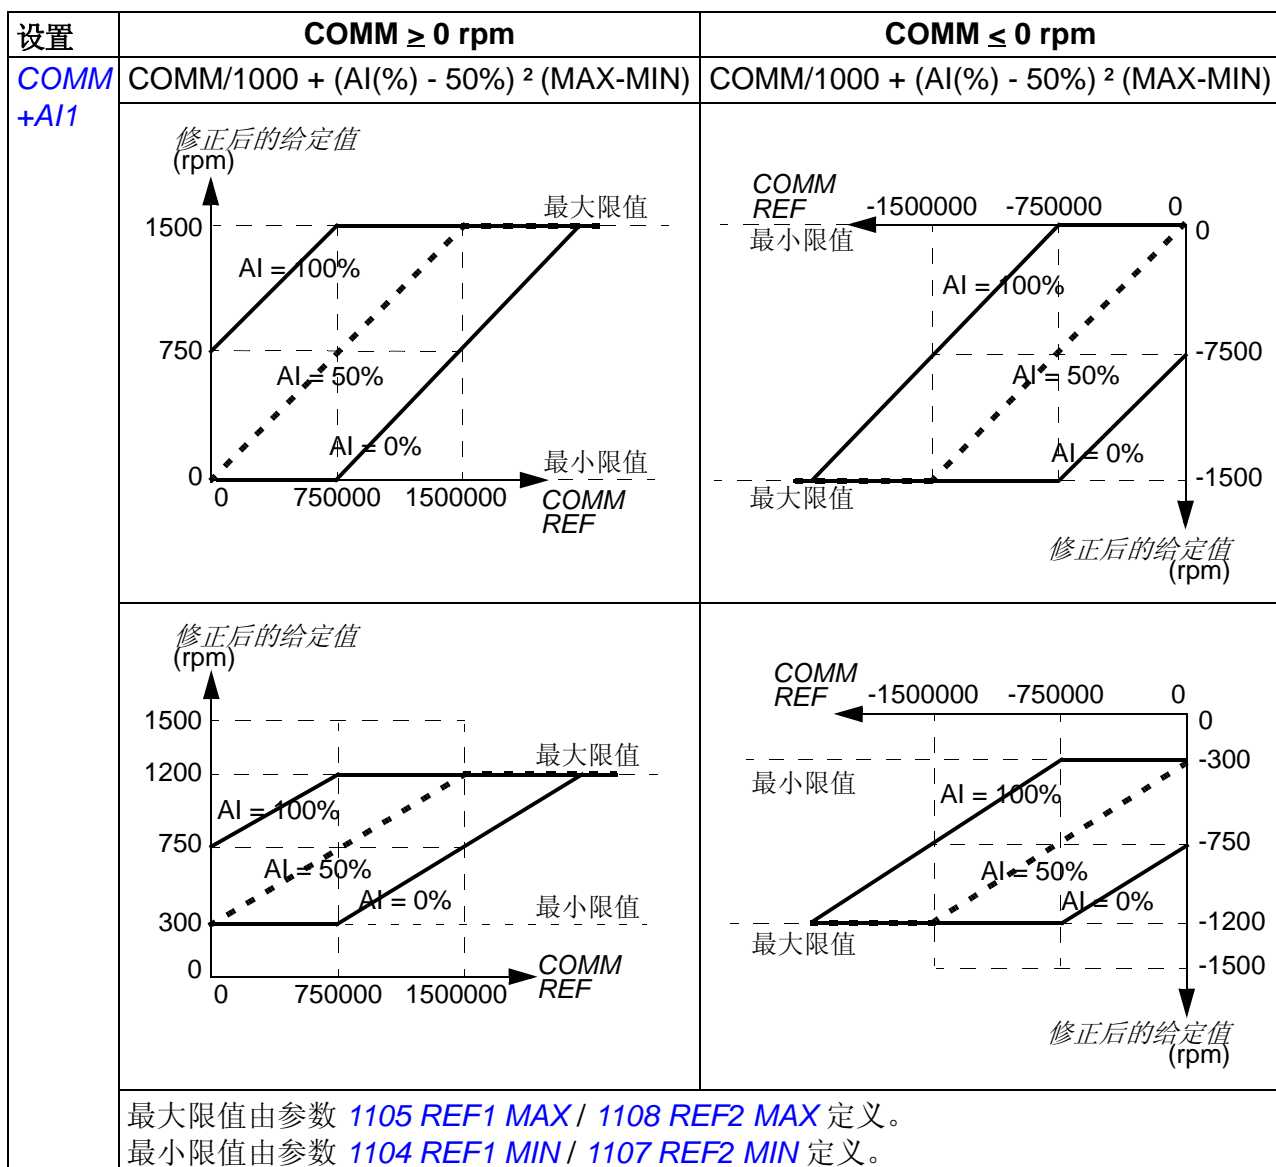 设置 COMM ≥ 0 rpm COMM ≤ 0 rpm
COMM +AI1
COMM/1000 + (AI(%) - 50%) ² (MAX-MIN)
COMM/1000 + (AI(%) - 50%) ² (MAX-MIN)
修正后的给定值
(rpm)
1500
最大限值
AI = 100%
750
AI = 50%
AI = 0%
0
最小限值
0 750000 1500000
COMM
REF
COMM
REF
-1500000 -750000 0
最小限值
0
AI = 100%
-7500
AI = 50%
AI = 0%
-1500
最大限值
修正后的给定值
(rpm)
修正后的给定值
(rpm)
1500
最大限值
1200
AI = 100%
750
AI = 50%
AI = 0%
最小限值
300
0
0 750000 1500000
COMM
REF
COMM
REF
-1500000 -750000 0
0
-300
最小限值
AI = 100%
-750
AI = 50%
AI = 0%
-1200
最大限值
-1500
修正后的给定值
(rpm)
最大限值由参数 1105 REF1 MAX / 1108 REF2 MAX 定义。
最小限值由参数 1104 REF1 MIN / 1107 REF2 MIN 定义。